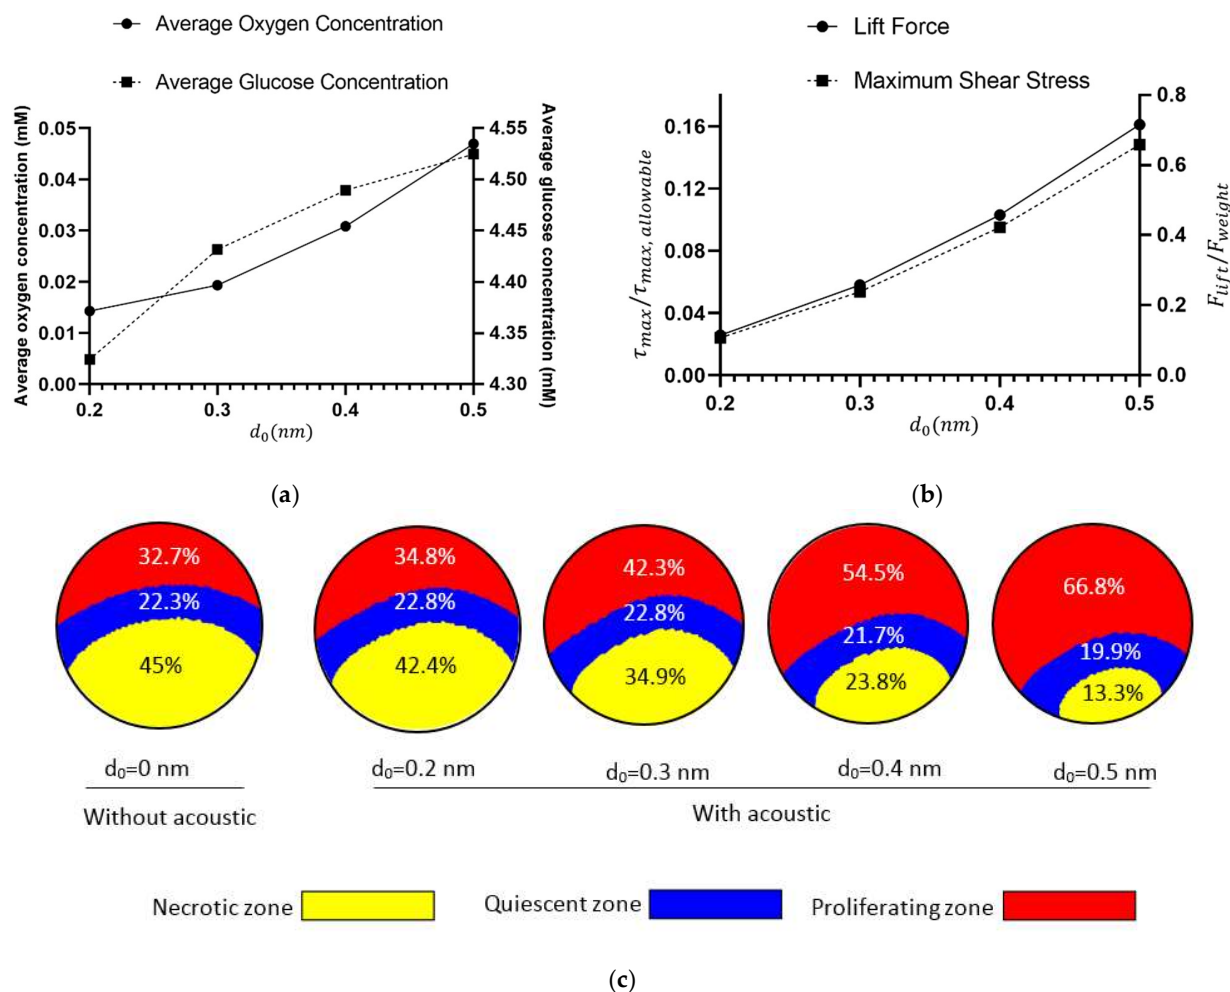 Average Oxygen Concentration
Average Glucose Concentration
Average oxygen concentration (mM)
0.05
0.04
0.03
0.02
0.01
0.00
4.55
4.50
4.45
4.40
4.35
4.30
Average glucose concentration (mM)
0.2 0.3 0.4 0.5
d₀(nm)
(a)
Lift Force
Maximum Shear Stress
τmax/τmax, allowable
0.16
0.12
0.08
0.04
0.00
0.8
0.6
0.4
0.2
0.0
Flift/Fweight
0.2 0.3 0.4 0.5
d₀(nm)
(b)
32.7% 34.8% 42.3% 54.5% 66.8%
22.3% 22.8% 22.8% 21.7% 19.9%
45% 42.4% 34.9% 23.8% 13.3%
d₀=0 nm d₀=0.2 nm d₀=0.3 nm d₀=0.4 nm d₀=0.5 nm
Without acoustic With acoustic
Necrotic zone Quiescent zone Proliferating zone
(c)